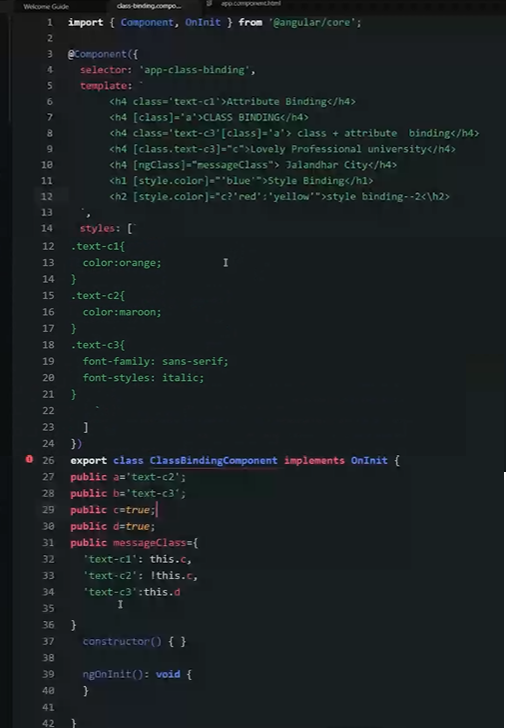 Welcome Guide
class-binding.compo...
app.component.html
1 import { Component, OnInit } from '@angular/core';
2
3 @Component({
4 selector: 'app-class-binding',
5 template: `
6 <h4 class='text-c1'>Attribute Binding</h4>
7 <h4 [class]='a'>CLASS BINDING</h4>
8 <h4 class='text-c3'[class]='a'> class + attribute binding</h4>
9 <h4 [class.text-c3]="c">Lovely Professional university</h4>
10 <h4 [ngClass]="messageClass"> Jalandhar City</h4>
11 <h1 [style.color]="'blue'">Style Binding</h1>
12 <h2 [style.color]="c?'red':'yellow'">style binding--2<\h2>
13 `,
14 styles: [`
12 .text-c1{
13 color:orange;
14 }
15 .text-c2{
16 color:maroon;
17 }
18 .text-c3{
19 font-family: sans-serif;
20 font-styles: italic;
21 }
22 `
23 ]
24 })
26 export class ClassBindingComponent implements OnInit {
27 public a='text-c2';
28 public b='text-c3';
29 public c=true;
30 public d=true;
31 public messageClass={
32 'text-c1': this.c,
33 'text-c2': !this.c,
34 'text-c3':this.d
35
36 }
37 constructor() { }
38
39 ngOnInit(): void {
40 }
41
42 }